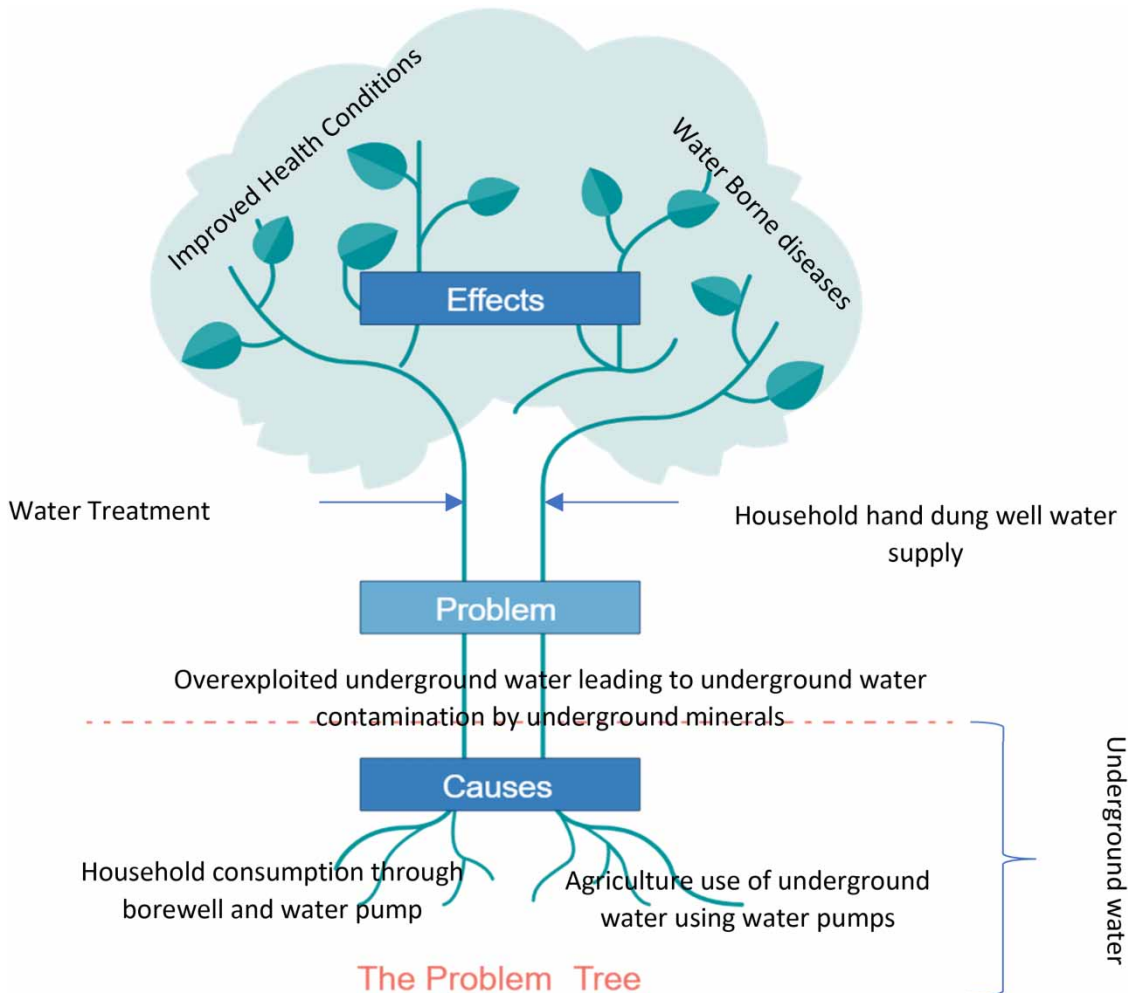 Improved Health Conditions
Water Borne diseases
Effects
Water Treatment
Household hand dung well water
supply
Problem
Overexploited underground water leading to underground water
contamination by underground minerals
Causes
Household consumption through
borewell and water pump
Agriculture use of underground
water using water pumps
Underground water
The Problem Tree